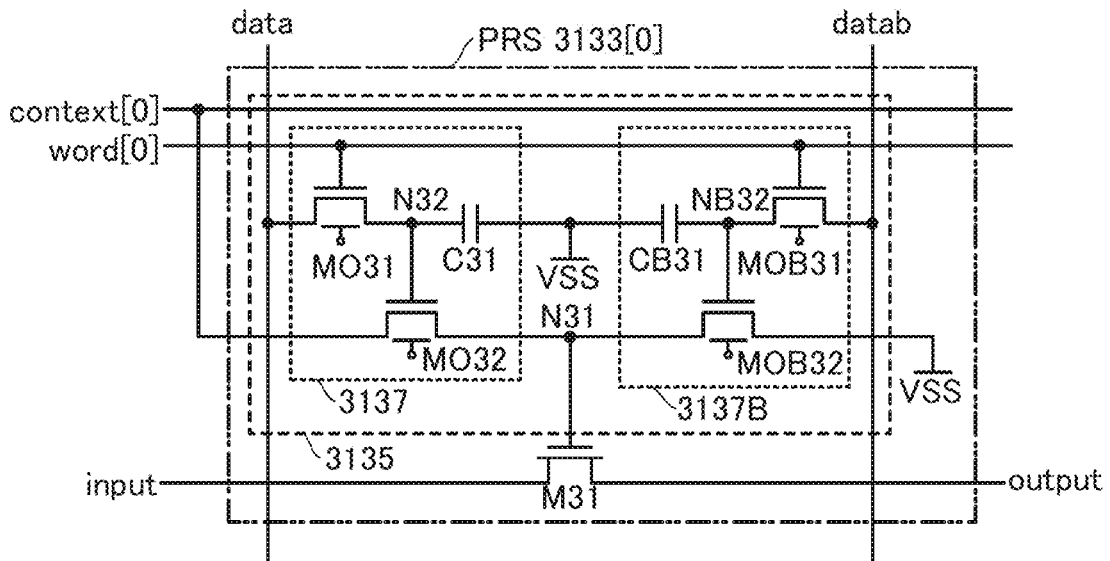 data
PRS 3133[0]
datab
context[0]
word[0]
N32
NB32
MO31
C31
VSS
CB31
MOB31
N31
MO32
MOB32
VSS
3137
3137B
3135
input
M31
output